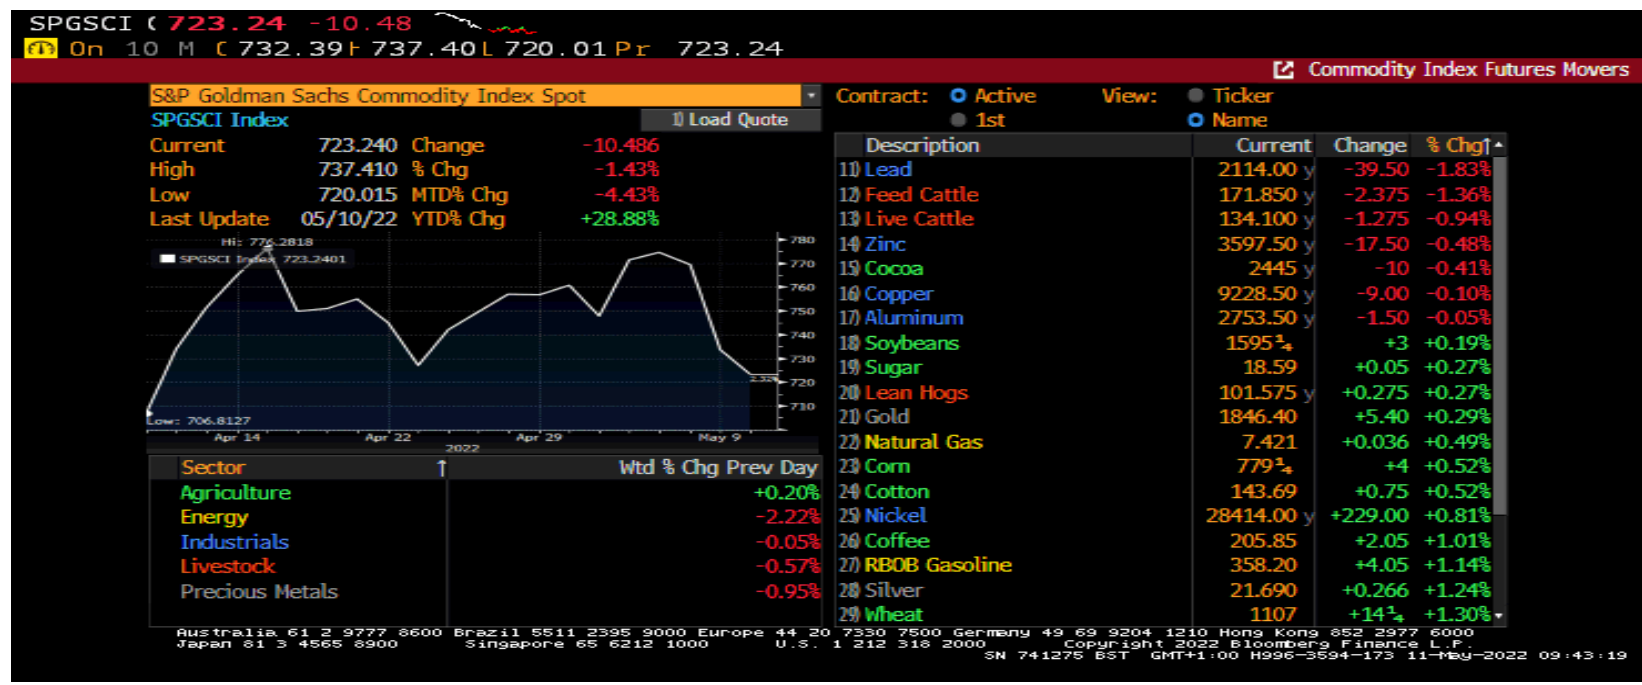 SPGSCI ( 723.24 -10.48
On 10 M 732.39 H 737.40 L 720.01 Pr 723.24
Commodity Index Futures Movers
S&P Goldman Sachs Commodity Index Spot
SPGSCI Index 1) Load Quote
Current 723.240 Change -10.486
High 737.410 % Chg -1.43%
Low 720.015 MTD% Chg -4.43%
Last Update 05/10/22 YTD% Chg +28.88%
Hi: 776.2818
SPGSCI Index 723.2401
780
770
760
750
740
730
720
710
Low: 706.8127
Apr 14 Apr 22 Apr 29 May 9
2022
Sector ↑ Wtd % Chg Prev Day
Agriculture +0.20%
Energy -2.22%
Industrials -0.05%
Livestock -0.57%
Precious Metals -0.95%
Contract: Active View: Ticker
1st Name
Description Current Change % Chg↑
11) Lead 2114.00 y -39.50 -1.83%
12) Feed Cattle 171.850 y -2.375 -1.36%
13) Live Cattle 134.100 y -1.275 -0.94%
14) Zinc 3597.50 y -17.50 -0.48%
15) Cocoa 2445 y -10 -0.41%
16) Copper 9228.50 y -9.00 -0.10%
17) Aluminum 2753.50 y -1.50 -0.05%
18) Soybeans 1595¼ +3 +0.19%
19) Sugar 18.59 +0.05 +0.27%
20) Lean Hogs 101.575 y +0.275 +0.27%
21) Gold 1846.40 +5.40 +0.29%
22) Natural Gas 7.421 +0.036 +0.49%
23) Corn 779¼ +4 +0.52%
24) Cotton 143.69 +0.75 +0.52%
25) Nickel 28414.00 y +229.00 +0.81%
26) Coffee 205.85 +2.05 +1.01%
27) RBOB Gasoline 358.20 +4.05 +1.14%
28) Silver 21.690 +0.266 +1.24%
29) Wheat 1107 +14¼ +1.30%
Australia 61 2 9777 8600 Brazil 5511 2395 9000 Europe 44 20 7330 7500 Germany 49 69 9204 1210 Hong Kong 852 2977 6000
Japan 81 3 4565 8900 Singapore 65 6212 1000 U.S. 1 212 318 2000 Copyright 2022 Bloomberg Finance L.P.
SN 741275 BST GMT+1:00 H996-3594-173 11-May-2022 09:43:19